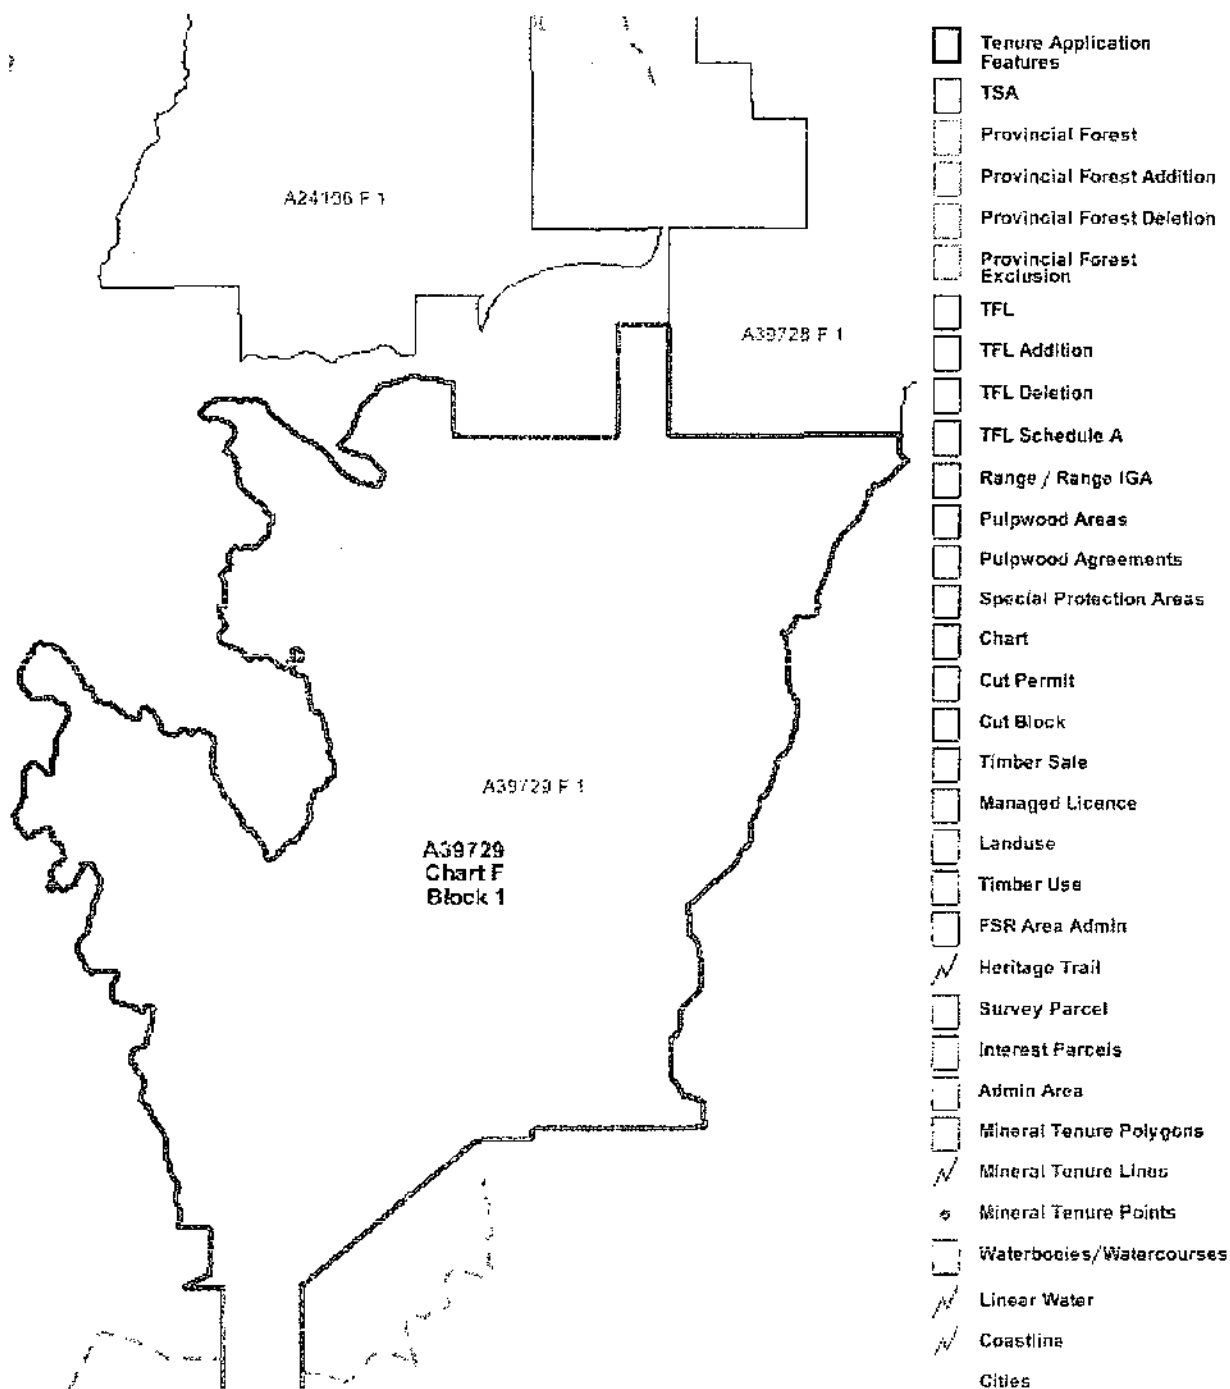 Tenure Application
Features
TSA
Provincial Forest
Provincial Forest Addition
Provincial Forest Deletion
Provincial Forest
Exclusion
TFL
TFL Addition
TFL Deletion
TFL Schedule A
Range / Range IGA
Pulpwood Areas
Pulpwood Agreements
Special Protection Areas
Chart
Cut Permit
Cut Block
Timber Sale
Managed Licence
Landuse
Timber Use
FSR Area Admin
Heritage Trail
Survey Parcel
Interest Parcels
Admin Area
Mineral Tenure Polygons
Mineral Tenure Lines
Mineral Tenure Points
Waterbodies/Watercourses
Linear Water
Coastline
Cities
A24196 F 1
A39728 F 1
A39729 F 1
A39729
Chart F
Block 1